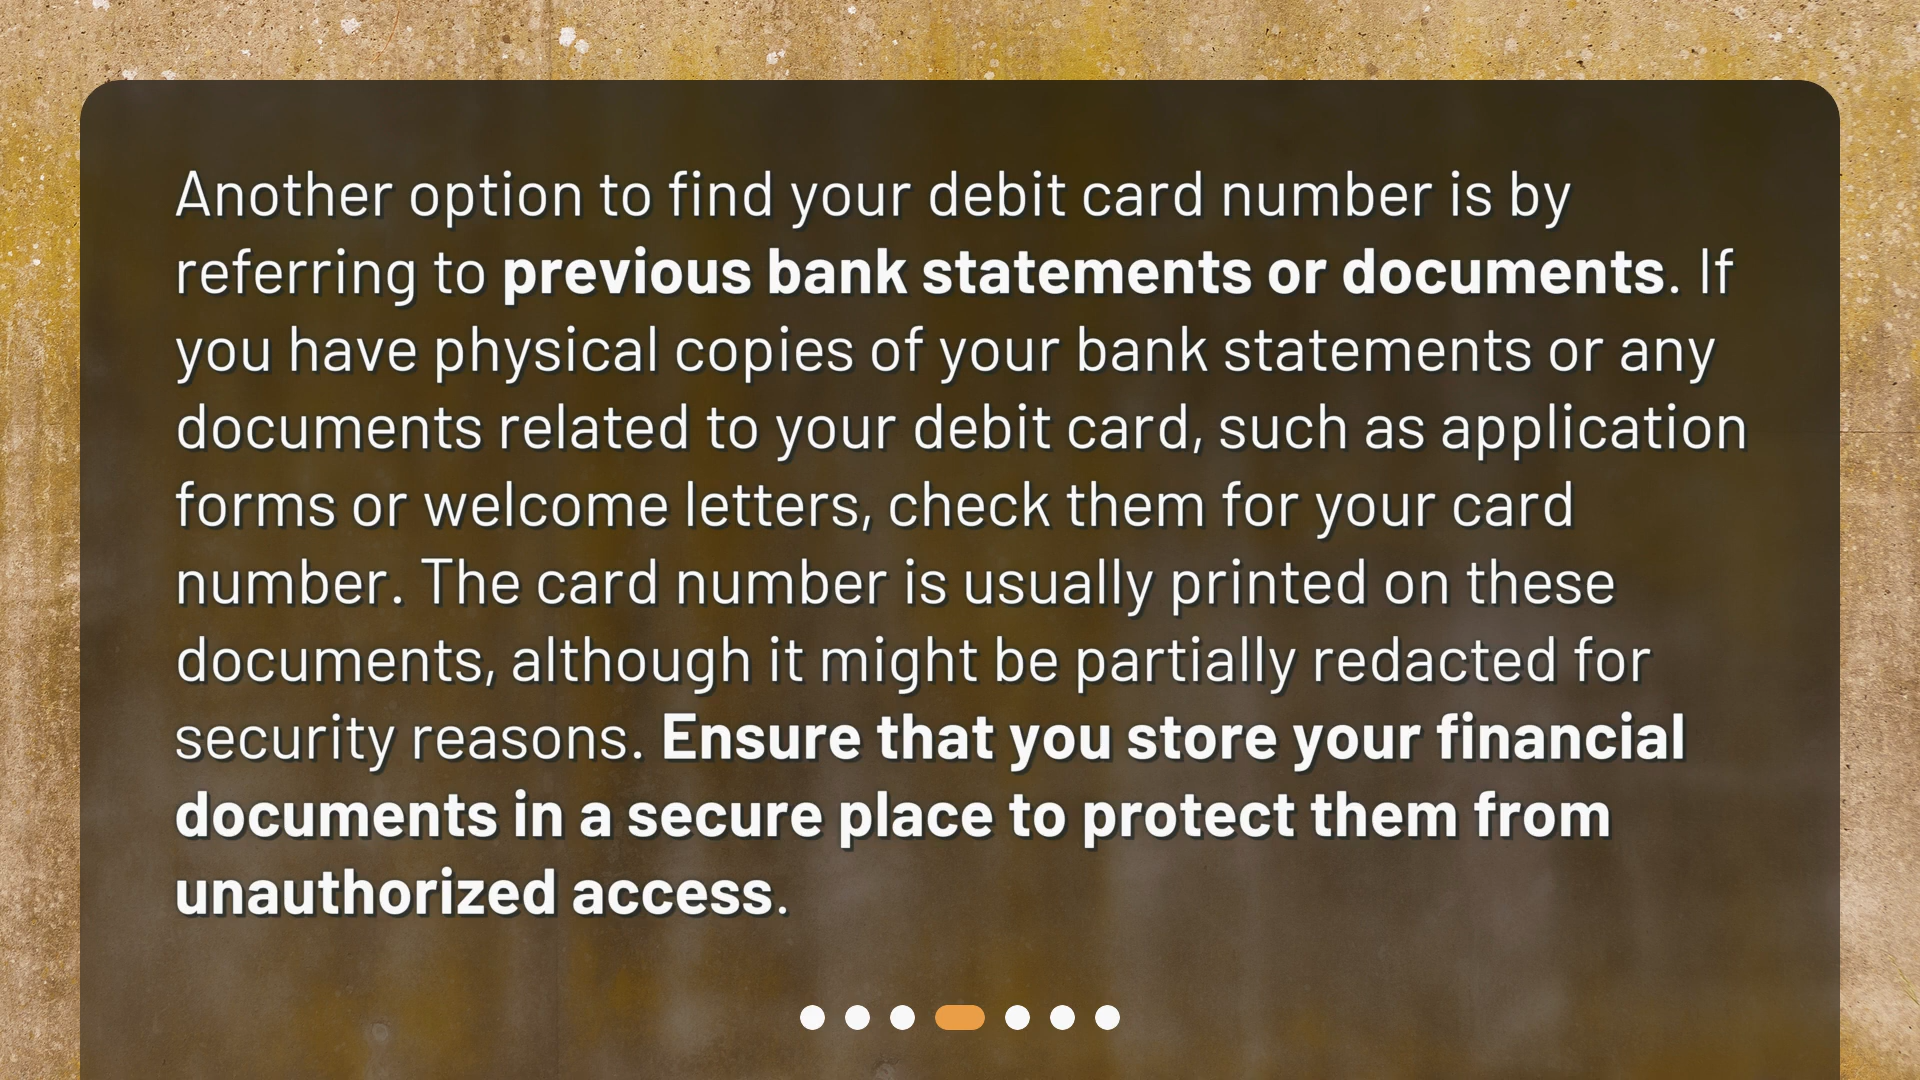 Another option to find your debit card number is by
referring to previous bank statements or documents. If
you have physical copies of your bank statements or any
documents related to your debit card, such as application
forms or welcome letters, check them for your card
number. The card number is usually printed on these
documents, although it might be partially redacted for
security reasons. Ensure that you store your financial
documents in a secure place to protect them from
unauthorized access.